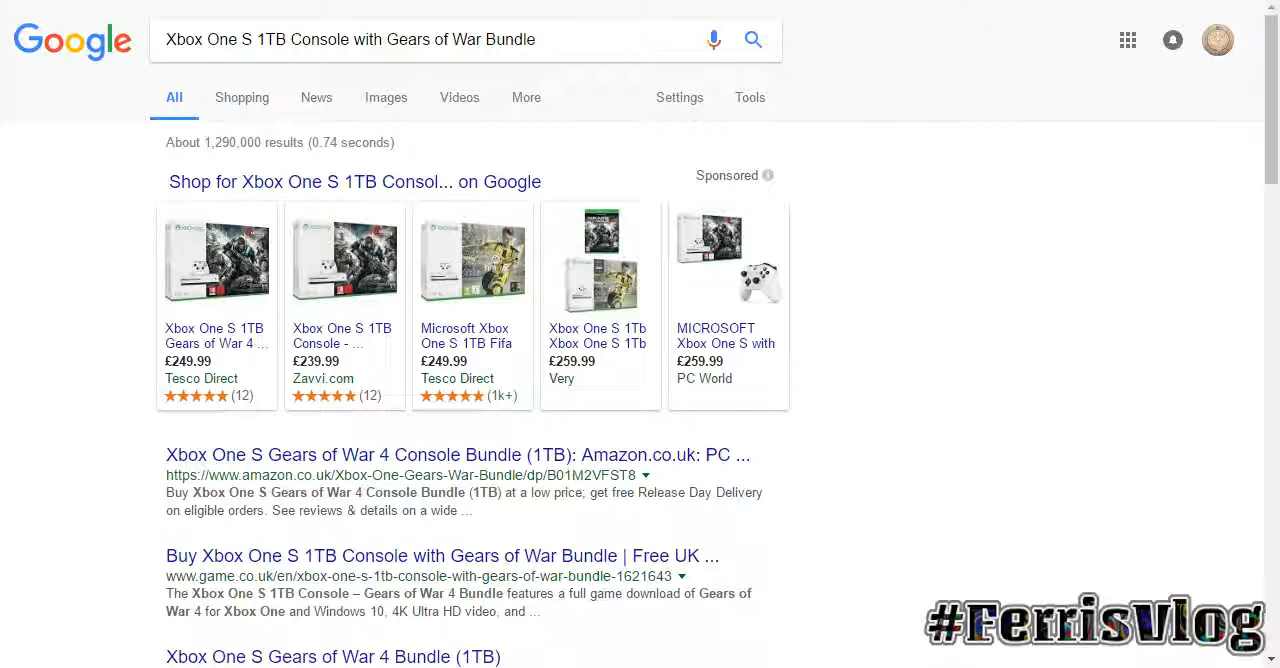 Google
Xbox One S 1TB Console with Gears of War Bundle
All Shopping News Images Videos More Settings Tools
About 1,290,000 results (0.74 seconds)
Shop for Xbox One S 1TB Consol... on Google
Sponsored
Xbox One S 1TB
Gears of War 4 ...
£249.99
Tesco Direct
(12)
Xbox One S 1TB
Console - ...
£239.99
Zavvi.com
(12)
Microsoft Xbox
One S 1TB Fifa
£249.99
Tesco Direct
(1k+)
Xbox One S 1Tb
Xbox One S 1Tb
£259.99
Very
MICROSOFT
Xbox One S with
£259.99
PC World
Xbox One S Gears of War 4 Console Bundle (1TB): Amazon.co.uk: PC ...
https://www.amazon.co.uk/Xbox-One-Gears-War-Bundle/dp/B01M2VFST8
Buy Xbox One S Gears of War 4 Console Bundle (1TB) at a low price; get free Release Day Delivery
on eligible orders. See reviews & details on a wide ...
Buy Xbox One S 1TB Console with Gears of War Bundle | Free UK ...
www.game.co.uk/en/xbox-one-s-1tb-console-with-gears-of-war-bundle-1621643
The Xbox One S 1TB Console – Gears of War 4 Bundle features a full game download of Gears of
War 4 for Xbox One and Windows 10, 4K Ultra HD video, and ...
Xbox One S Gears of War 4 Bundle (1TB)
#FerrisVlog